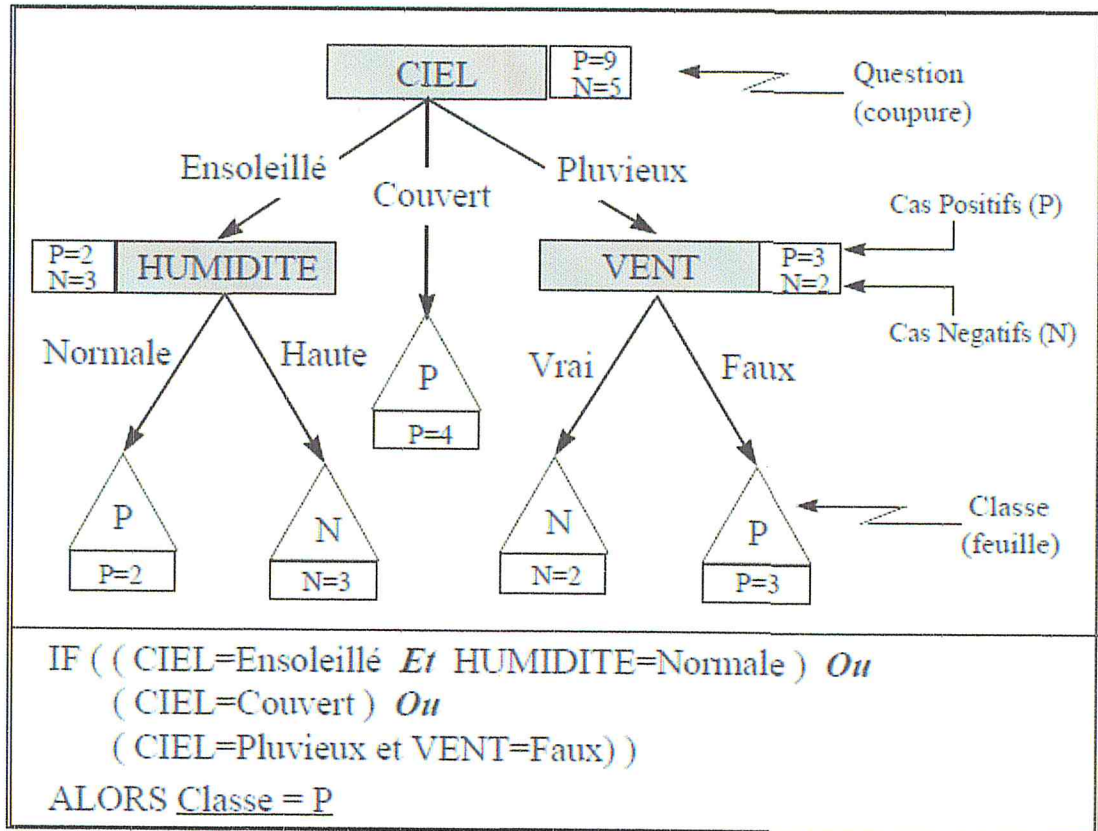 CIEL
P=9
N=5
Question
(coupure)
Ensoleillé
Couvert
Pluvieux
Cas Positifs (P)
P=2
N=3
HUMIDITE
VENT
P=3
N=2
Cas Negatifs (N)
Normale
Haute
P
P=4
Vrai
Faux
P
P=2
N
N=3
N
N=2
P
P=3
Classe
(feuille)
IF ( ( CIEL=Ensoleillé Et HUMIDITE=Normale ) Ou
( CIEL=Couvert ) Ou
( CIEL=Pluvieux et VENT=Faux) )
ALORS Classe = P